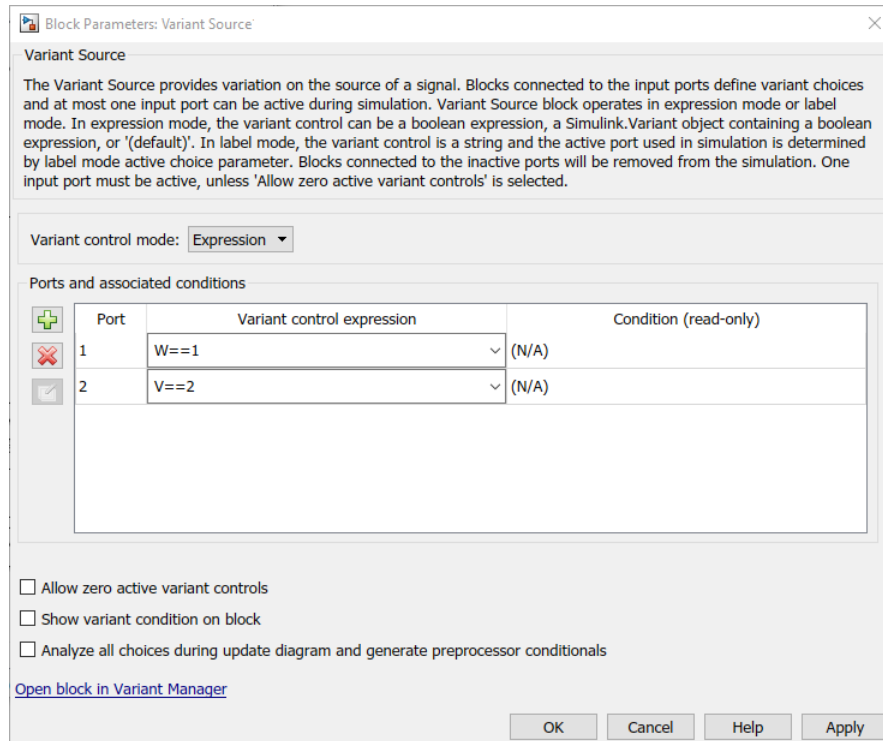 Block Parameters: Variant Source
Variant Source
The Variant Source provides variation on the source of a signal. Blocks connected to the input ports define variant choices
and at most one input port can be active during simulation. Variant Source block operates in expression mode or label
mode. In expression mode, the variant control can be a boolean expression, a Simulink.Variant object containing a boolean
expression, or '(default)'. In label mode, the variant control is a string and the active port used in simulation is determined
by label mode active choice parameter. Blocks connected to the inactive ports will be removed from the simulation. One
input port must be active, unless 'Allow zero active variant controls' is selected.
Variant control mode: Expression
Ports and associated conditions
Port Variant control expression Condition (read-only)
1 W==1 (N/A)
2 V==2 (N/A)
Allow zero active variant controls
Show variant condition on block
Analyze all choices during update diagram and generate preprocessor conditionals
Open block in Variant Manager
OK Cancel Help Apply